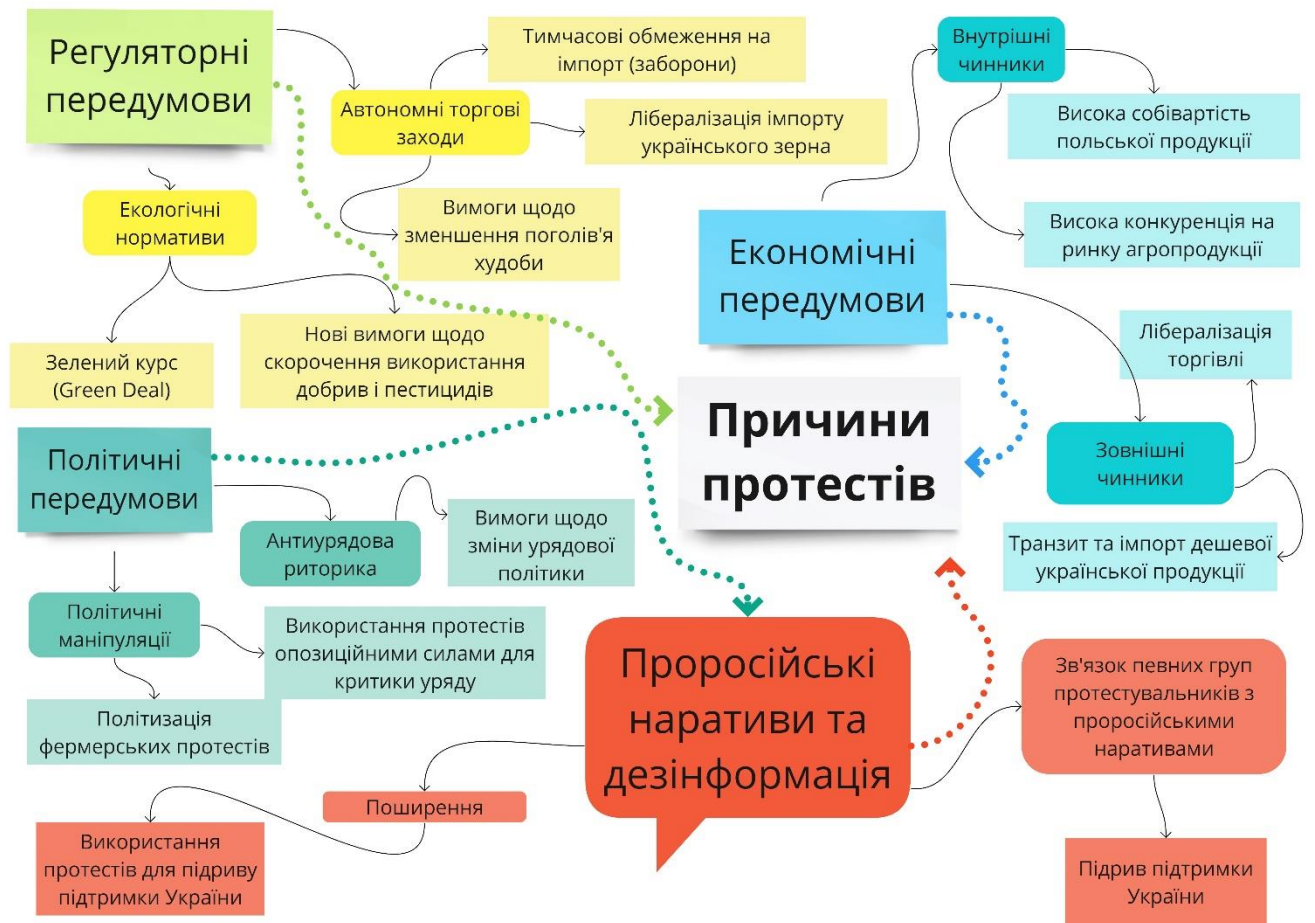 Регуляторні
передумови
Автономні торгові
заходи
Тимчасові обмеження на
імпорт (заборони)
Лібералізація імпорту
українського зерна
Вимоги щодо
зменшення поголів'я
худоби
Екологічні
нормативи
Зелений курс
(Green Deal)
Нові вимоги щодо
скорочення використання
добрив і пестицидів
Економічні
передумови
Внутрішні
чинники
Висока собівартість
польської продукції
Висока конкуренція на
ринку агропродукції
Зовнішні
чинники
Лібералізація
торгівлі
Транзит та імпорт дешевої
української продукції
Причини
протестів
Політичні
передумови
Антиурядова
риторика
Вимоги щодо
зміни урядової
політики
Політичні
маніпуляції
Використання протестів
опозиційними силами для
критики уряду
Політизація
фермерських протестів
Проросійські
наративи та
дезінформація
Поширення
Використання
протестів для підриву
підтримки України
Зв'язок певних груп
протестувальників з
проросійськими
наративами
Підрив підтримки
України